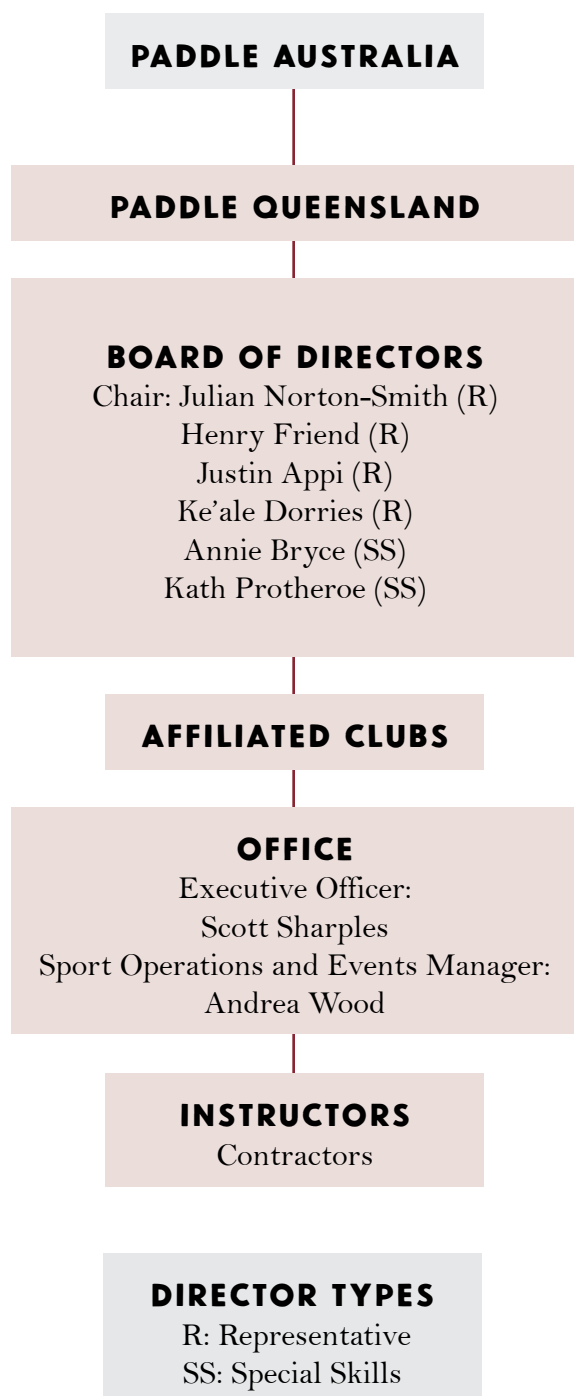 PADDLE AUSTRALIA
PADDLE QUEENSLAND
BOARD OF DIRECTORS
Chair: Julian Norton-Smith (R)
Henry Friend (R)
Justin Appi (R)
Ke’ale Dorries (R)
Annie Bryce (SS)
Kath Protheroe (SS)
AFFILIATED CLUBS
OFFICE
Executive Officer:
Scott Sharples
Sport Operations and Events Manager:
Andrea Wood
INSTRUCTORS
Contractors
DIRECTOR TYPES
R: Representative
SS: Special Skills